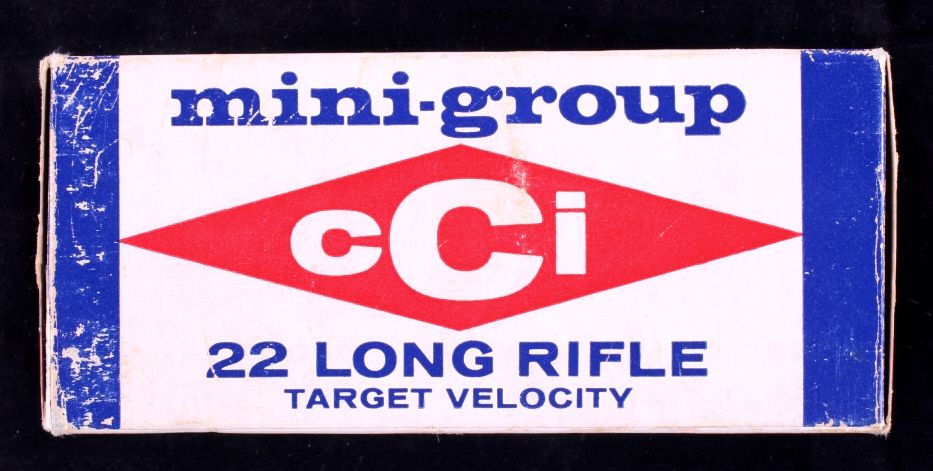 mini-group
cCi
22 LONG RIFLE
TARGET VELOCITY